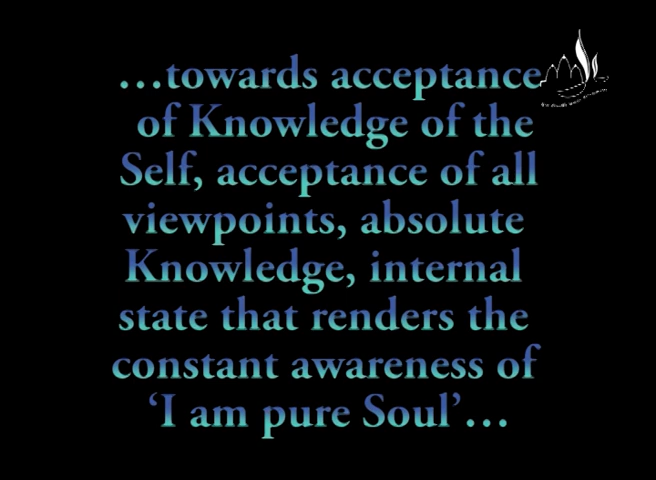 …towards acceptance
of Knowledge of the
Self, acceptance of all
viewpoints, absolute
Knowledge, internal
state that renders the
constant awareness of
‘I am pure Soul’…